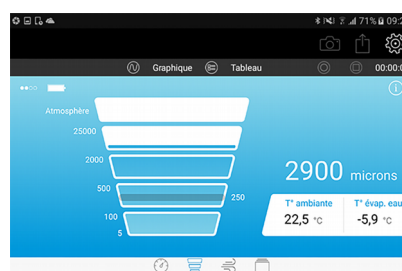 71% 09:2
Graphique Tableau 00:00:0
Atmosphère
25000
2000
500
250
100
5
2900 microns
T° ambiante T° évap. eau
22,5 °C -5,9 °C